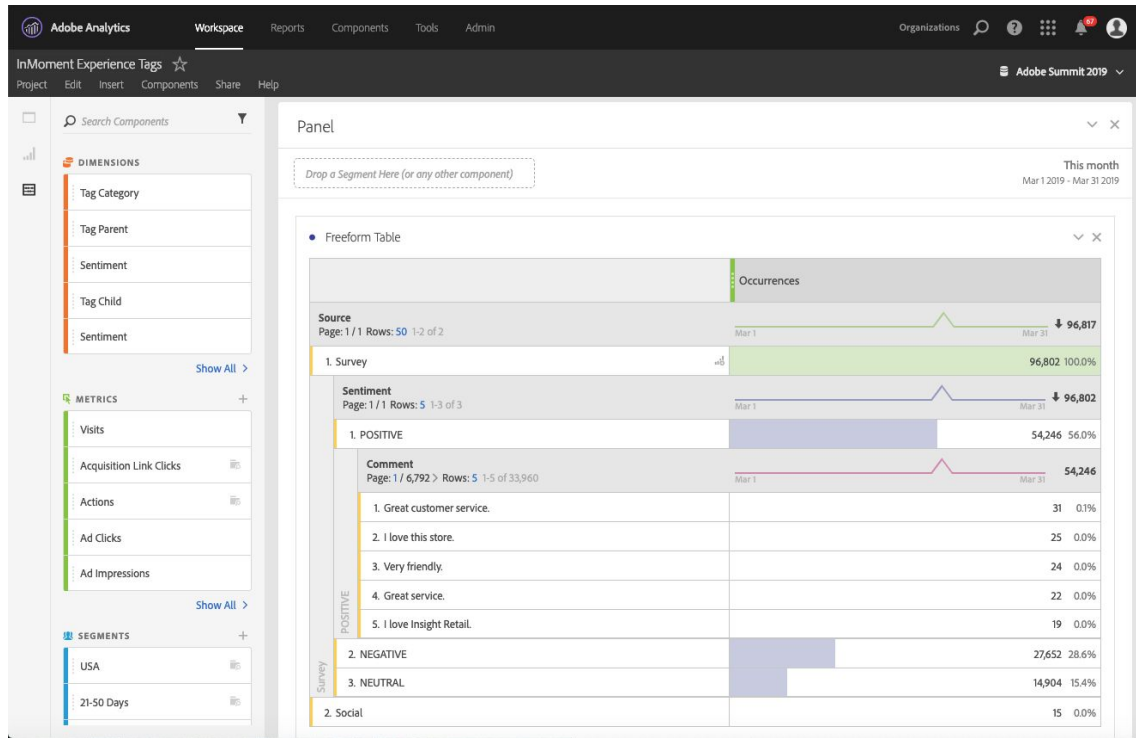 Adobe Analytics Workspace Reports Components Tools Admin Organizations 67
InMoment Experience Tags
Adobe Summit 2019
Project Edit Insert Components Share Help
Search Components
DIMENSIONS
Tag Category
Tag Parent
Sentiment
Tag Child
Sentiment
Show All >
METRICS +
Visits
Acquisition Link Clicks
Actions
Ad Clicks
Ad Impressions
Show All >
SEGMENTS +
USA
21-50 Days
Panel
Drop a Segment Here (or any other component)
This month
Mar 1 2019 - Mar 31 2019
Freeform Table
Occurrences
Source
Page: 1 / 1 Rows: 50 1-2 of 2
Mar 1 Mar 31 96,817
1. Survey 96,802 100.0%
Sentiment
Page: 1 / 1 Rows: 5 1-3 of 3
Mar 1 Mar 31 96,802
1. POSITIVE 54,246 56.0%
Comment
Page: 1 / 6,792 > Rows: 5 1-5 of 33,960
Mar 1 Mar 31 54,246
1. Great customer service. 31 0.1%
2. I love this store. 25 0.0%
3. Very friendly. 24 0.0%
4. Great service. 22 0.0%
5. I love Insight Retail. 19 0.0%
POSITIVE
2. NEGATIVE 27,652 28.6%
3. NEUTRAL 14,904 15.4%
Survey
2. Social 15 0.0%